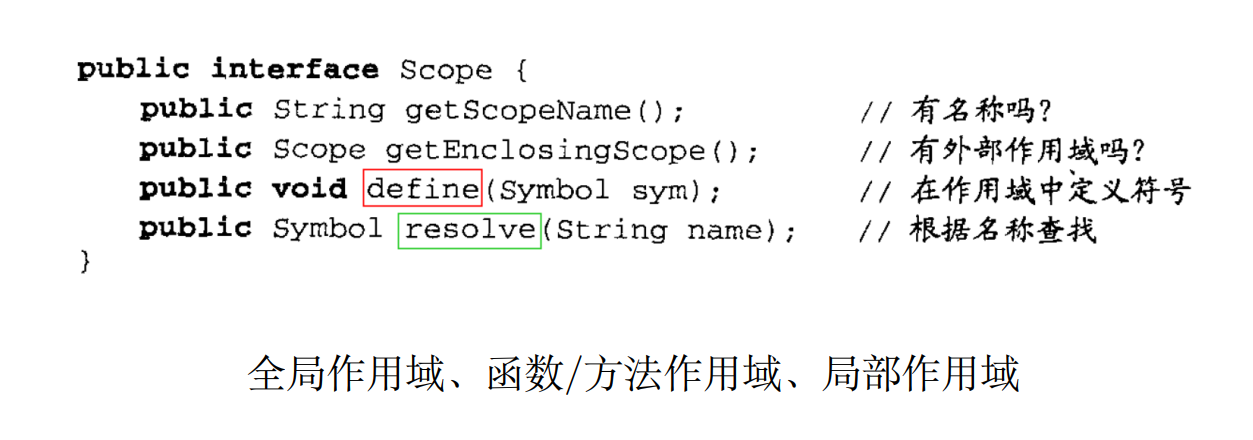 public interface Scope {
public String getScopeName(); // 有名称吗?
public Scope getEnclosingScope(); // 有外部作用域吗?
public void define(Symbol sym); // 在作用域中定义符号
public Symbol resolve(String name); // 根据名称查找
}
全局作用域、函数/方法作用域、局部作用域